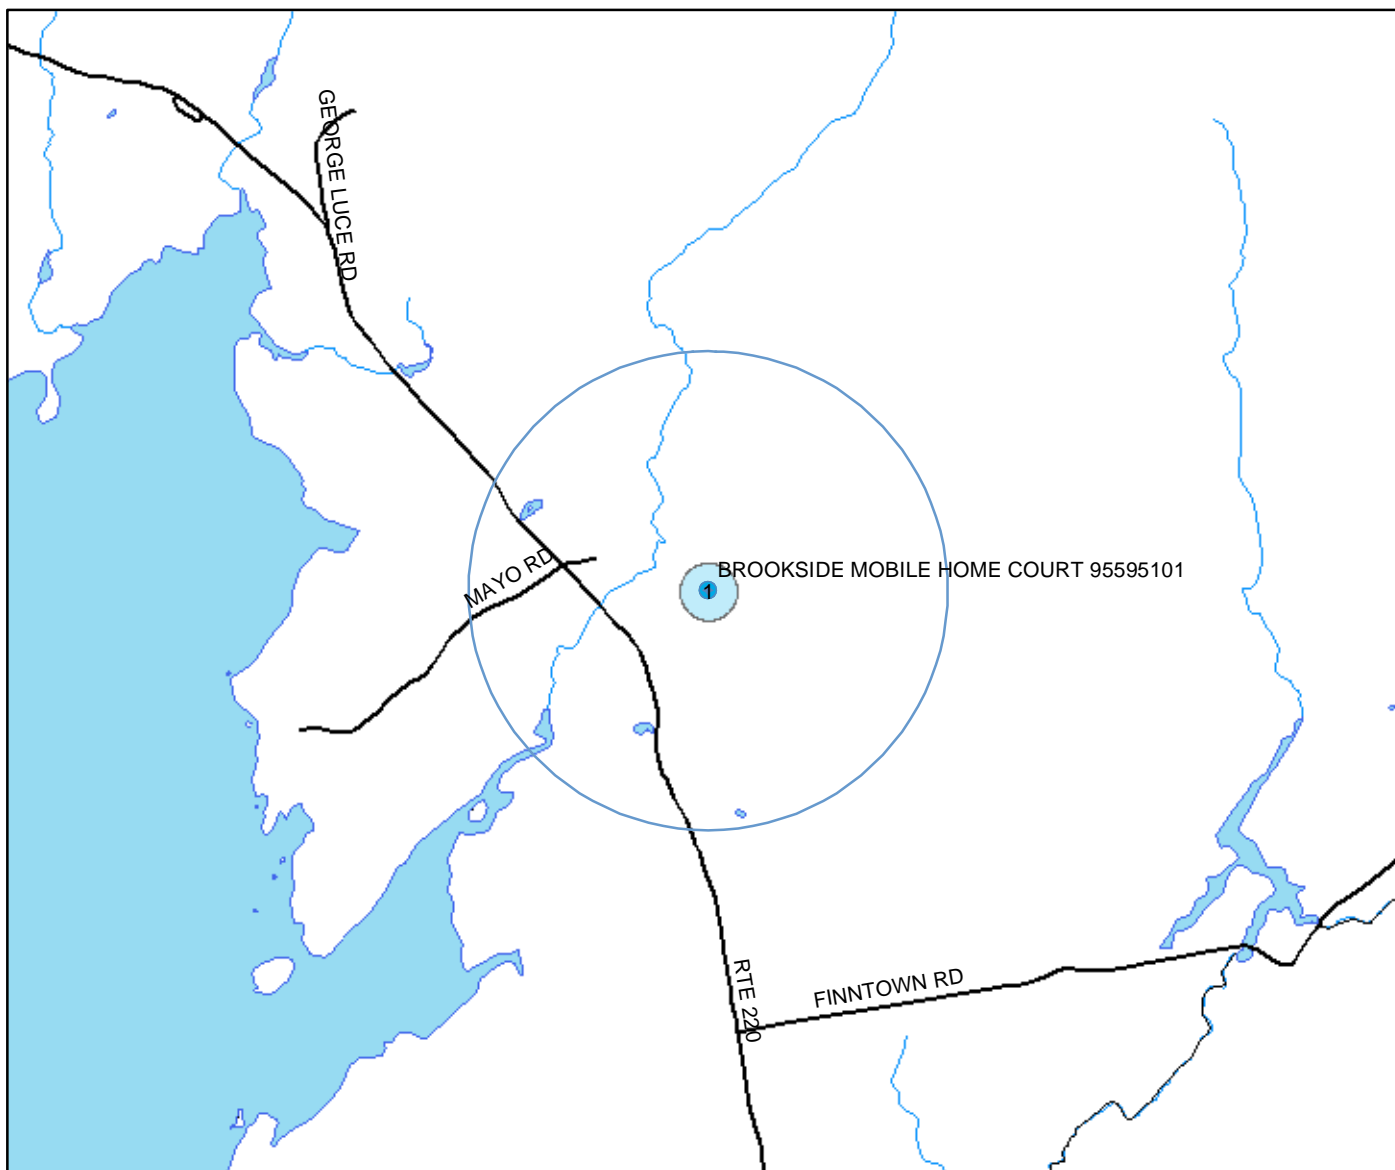 GEORGE LUCE RD
MAYO RD
1
BROOKSIDE MOBILE HOME COURT 95595101
RTE 220
FINNTOWN RD